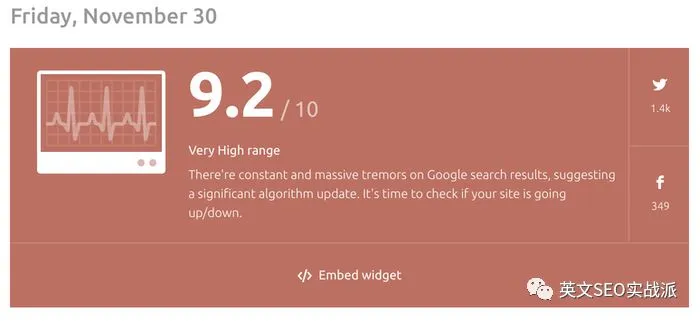 Friday, November 30
9.2 / 10
Very High range
There're constant and massive tremors on Google search results, suggesting
a significant algorithm update. It's time to check if your site is going
up/down.
1.4k
349
Embed widget
英文SEO实战派